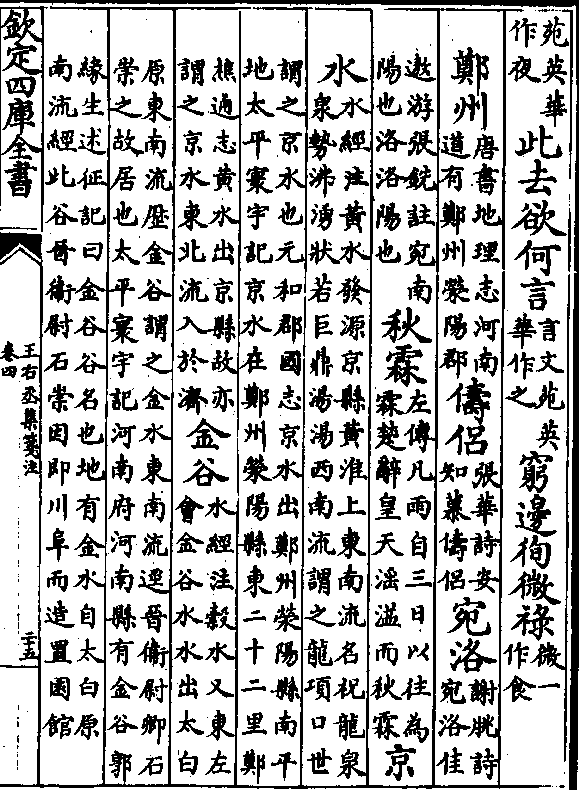 苑英華作夜此去欲何言言文苑英華作之窮邊徇微祿微一作食
鄭州唐書地理志河南道有鄭州滎陽郡儔侶張華詩安知慕儔侶宛洛謝朓詩宛洛佳
遨游張銑註宛南陽也洛洛陽也秋霖左傳凡雨自三日以往為霖楚辭皇天滛溢而秋霖京
水水經注黃水發源京縣黃淮上東南流名祝龍泉泉勢沸湧狀若巨鼎湯湯西南流謂之龍項口世
謂之京水也元和郡國志京水出鄭州滎陽縣南平地太平寰宇記京水在鄭州滎陽縣東二十二里鄭
樵通志黃水出京縣故亦謂之京水東北流入於濟金谷水經注穀水又東左會金谷水水出太白
原東南流歷金谷謂之金水東南流逕晉衛尉卿石崇之故居也太平寰宇記河南府河南縣有金谷郭
緣生述征記曰金谷谷名也地有金水自太白原南流經此谷晉衛尉石崇因即川阜而造置園館
欽定四庫全書
王右丞集箋注
卷四
二十五